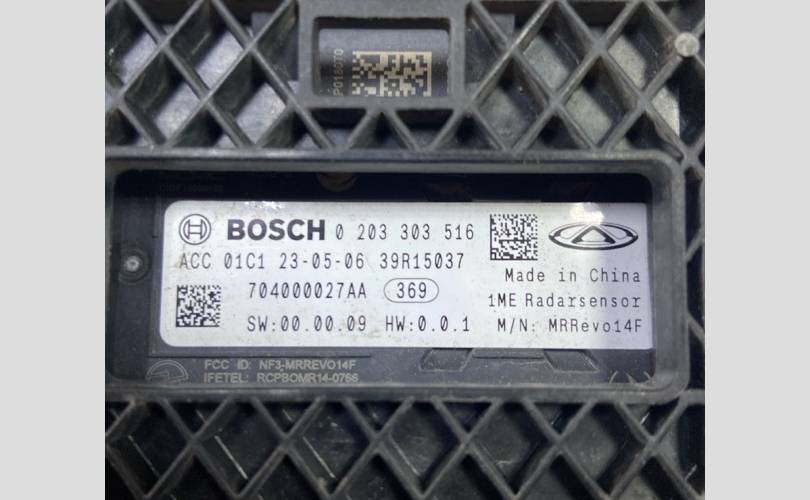 P01807Q
BOSCH 0 203 303 516
ACC 01C1 23-05-06 39R15037
704000027AA 369
SW:00.00.09 HW:0.0.1
Made in China
1ME Radarsensor
M/N: MRRevo14F
FCC ID: NF3-MRREVO14F
IFETEL: RCPBOMR14-0766